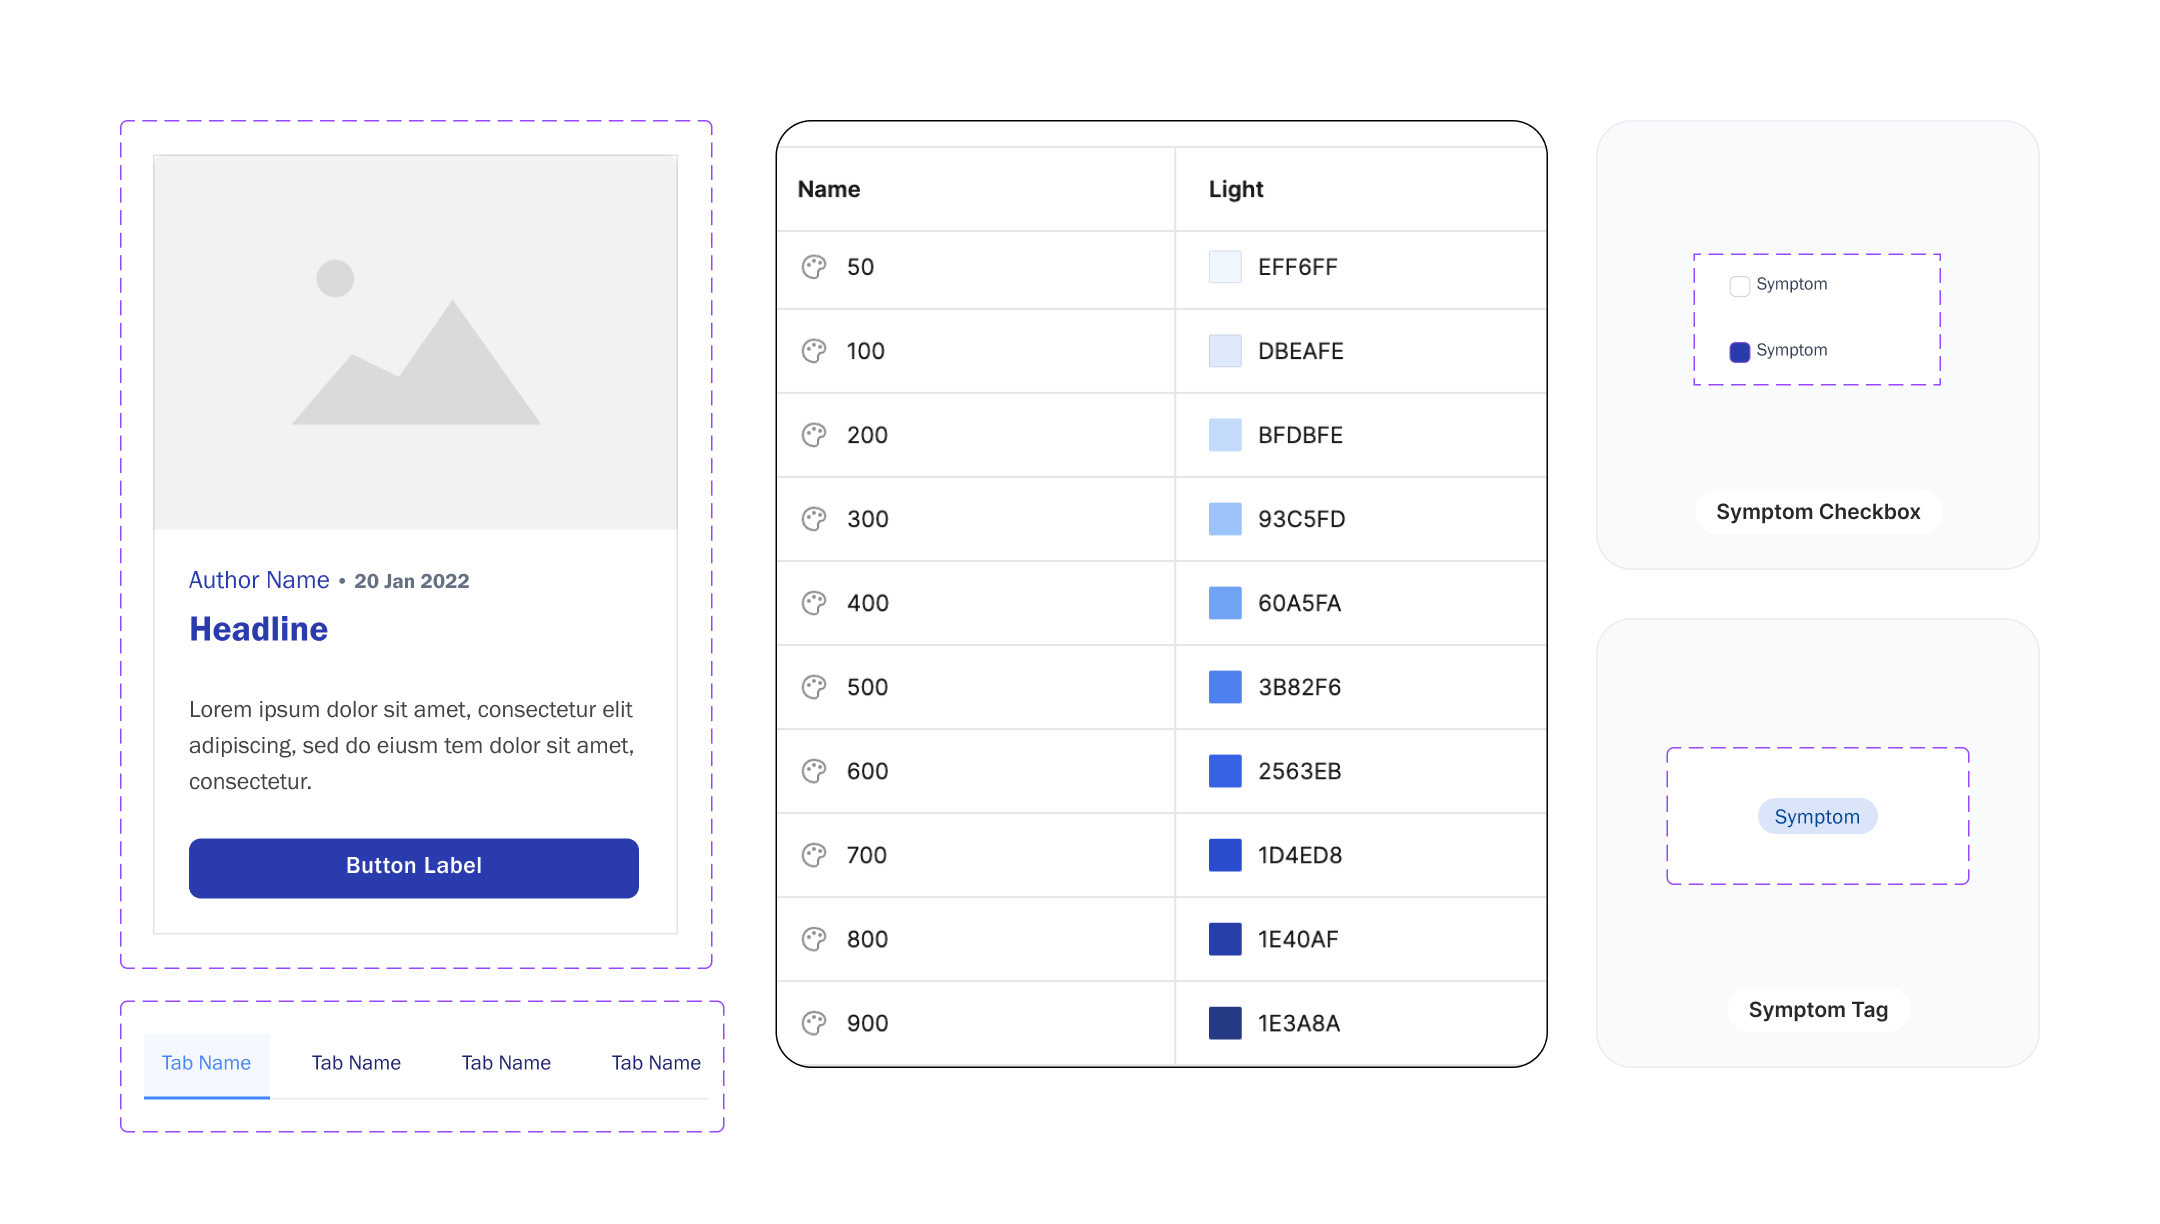 Author Name • 20 Jan 2022
Headline
Lorem ipsum dolor sit amet, consectetur elit
adipiscing, sed do eiusm tem dolor sit amet,
consectetur.
Button Label
Tab Name Tab Name Tab Name Tab Name
Name Light
50 EFF6FF
100 DBEAFE
200 BFDBFE
300 93C5FD
400 60A5FA
500 3B82F6
600 2563EB
700 1D4ED8
800 1E40AF
900 1E3A8A
Symptom
Symptom
Symptom Checkbox
Symptom
Symptom Tag